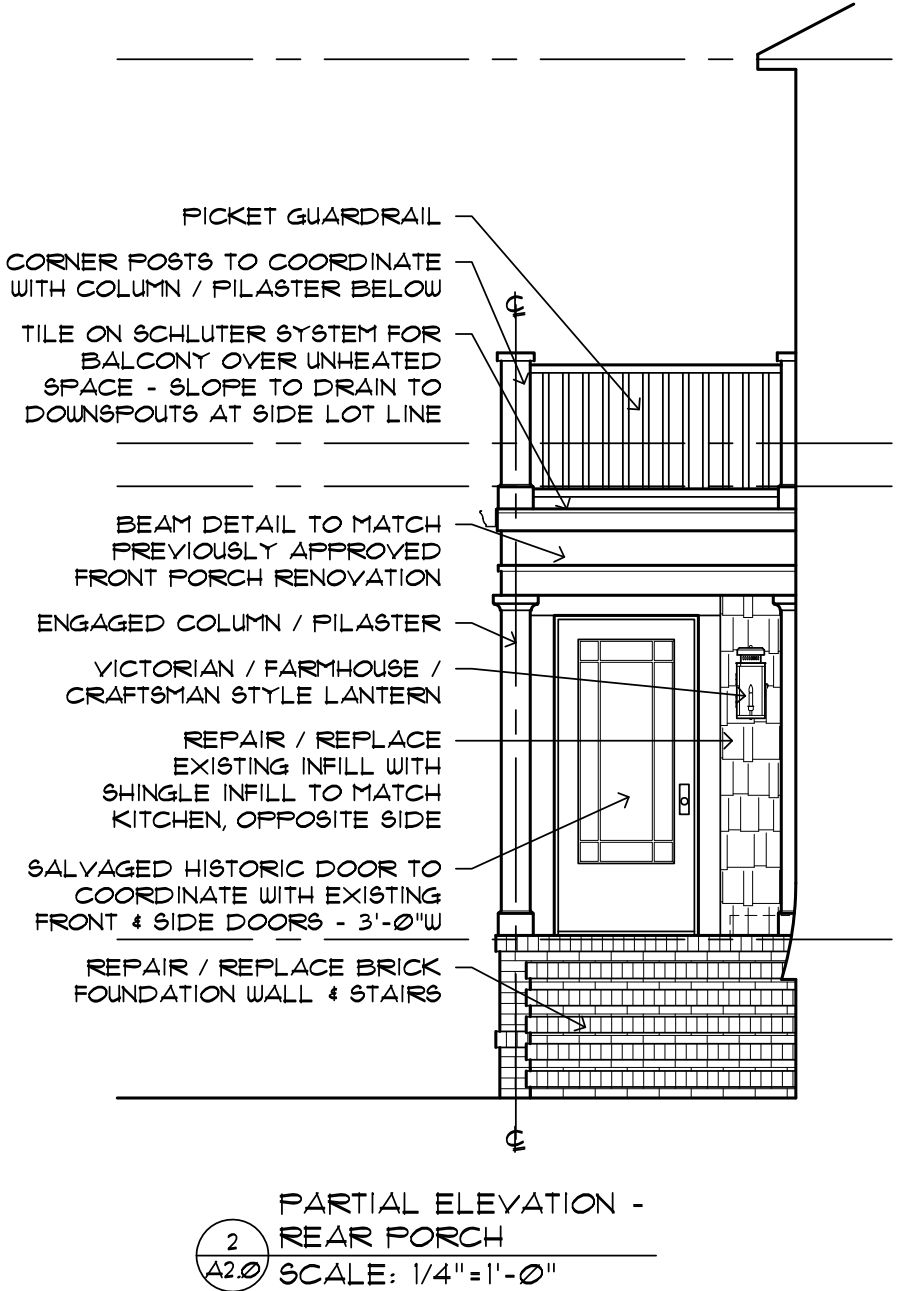 PICKET GUARDRAIL
CORNER POSTS TO COORDINATE
WITH COLUMN / PILASTER BELOW
℄
TILE ON SCHLUTER SYSTEM FOR
BALCONY OVER UNHEATED
SPACE - SLOPE TO DRAIN TO
DOWNSPOUTS AT SIDE LOT LINE
BEAM DETAIL TO MATCH
PREVIOUSLY APPROVED
FRONT PORCH RENOVATION
ENGAGED COLUMN / PILASTER
VICTORIAN / FARMHOUSE /
CRAFTSMAN STYLE LANTERN
REPAIR / REPLACE
EXISTING INFILL WITH
SHINGLE INFILL TO MATCH
KITCHEN, OPPOSITE SIDE
SALVAGED HISTORIC DOOR TO
COORDINATE WITH EXISTING
FRONT & SIDE DOORS - 3'-Ø"W
REPAIR / REPLACE BRICK
FOUNDATION WALL & STAIRS
℄
PARTIAL ELEVATION -
REAR PORCH
2
A2.Ø
SCALE: 1/4"=1'-Ø"